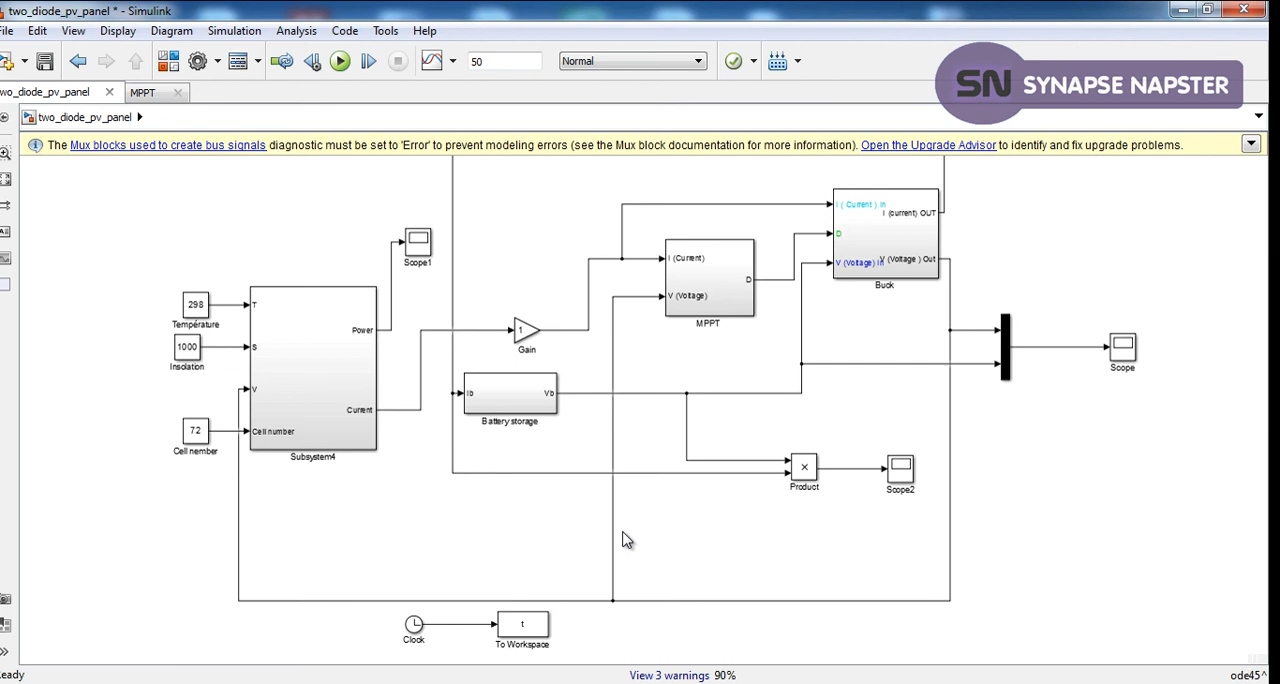 two_diode_pv_panel * - Simulink
File Edit View Display Diagram Simulation Analysis Code Tools Help
50
Normal
SN SYNAPSE NAPSTER
two_diode_pv_panel
MPPT
two_diode_pv_panel
The Mux blocks used to create bus signals diagnostic must be set to 'Error' to prevent modeling errors (see the Mux block documentation for more information). Open the Upgrade Advisor to identify and fix upgrade problems.
I ( Current ) In
I (current) OUT
D
V (Voltage) In
V (Voltage ) Out
Buck
Scope1
I (Current)
D
V (Voltage)
MPPT
298
T
Température
Power
1
Gain
1000
S
Insolation
Scope
V
Ib
Vb
Battery storage
Current
72
Cell number
Cell nember
Subsystem4
×
Product
Scope2
Clock
t
To Workspace
Ready
View 3 warnings
90%
ode45